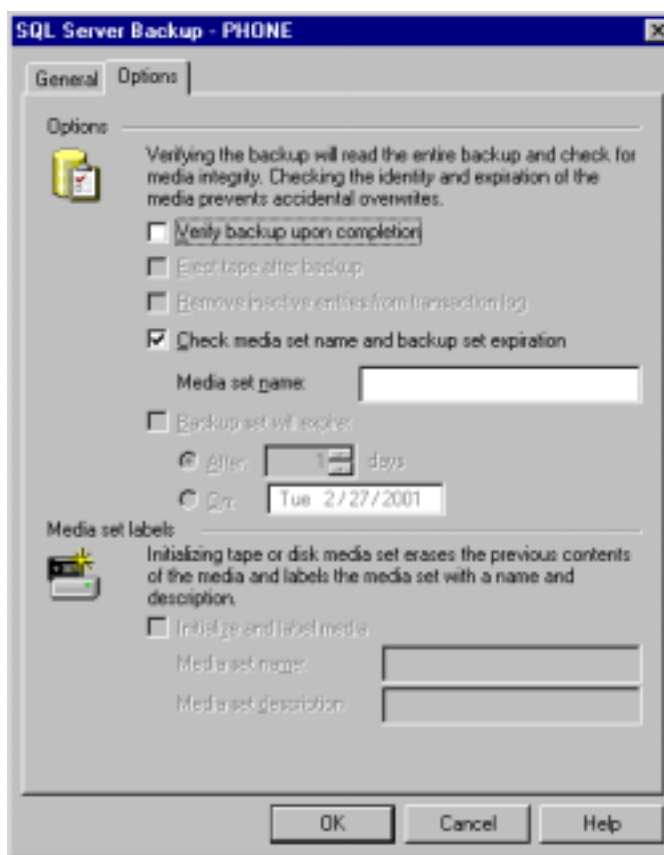 SQL Server Backup - PHONE
General
Options
Options
Verifying the backup will read the entire backup and check for
media integrity. Checking the identity and expiration of the
media prevents accidental overwrites.
Verify backup upon completion
Eject tape after backup
Remove inactive entries from transaction log
Check media set name and backup set expiration
Media set name:
Backup set will expire:
After: 1 days
On: Tue 2/27/2001
Media set labels
Initializing tape or disk media set erases the previous contents
of the media and labels the media set with a name and
description.
Initialize and label media
Media set name:
Media set description:
OK
Cancel
Help